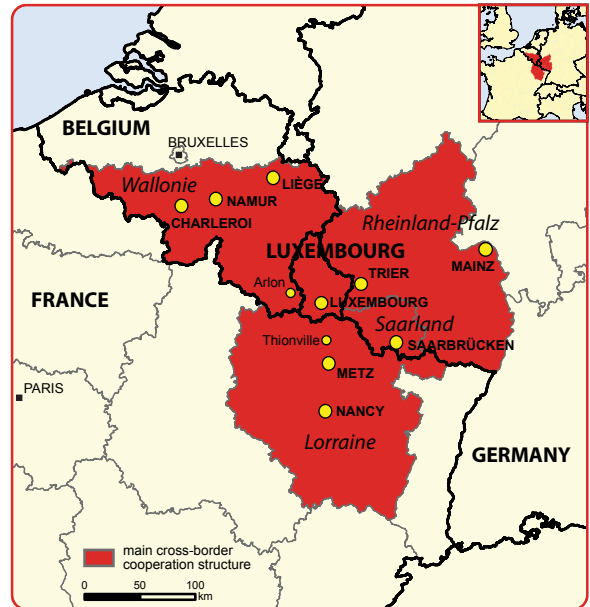 BELGIUM
BRUXELLES
Wallonie
LIÈGE
NAMUR
CHARLEROI
Rheinland-Pfalz
LUXEMBOURG
MAINZ
TRIER
Arlon
LUXEMBOURG
FRANCE
Saarland
Thionville
SAARBRÜCKEN
METZ
PARIS
NANCY
Lorraine
GERMANY
main cross-border
cooperation structure
0 50 100
km